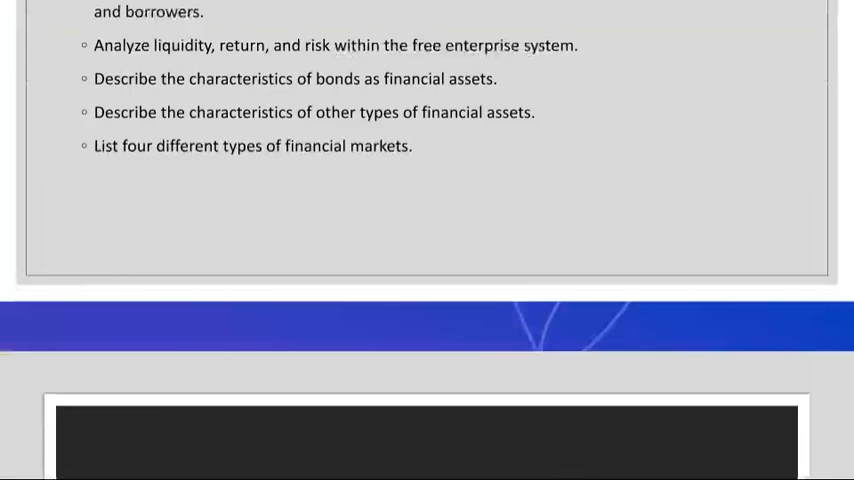 and borrowers.
◦ Analyze liquidity, return, and risk within the free enterprise system.
◦ Describe the characteristics of bonds as financial assets.
◦ Describe the characteristics of other types of financial assets.
◦ List four different types of financial markets.